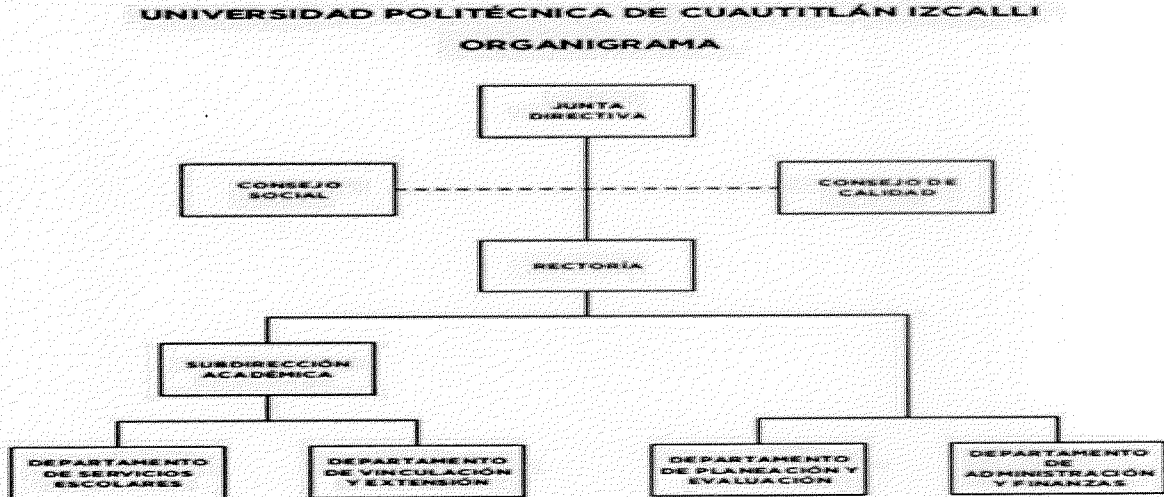 UNIVERSIDAD POLITÉCNICA DE CUAUTITLÁN IZCALLI
ORGANIGRAMA
JUNTA
DIRECTIVA
CONSEJO
SOCIAL
CONSEJO DE
CALIDAD
RECTORÍA
SUBDIRECCIÓN
ACADÉMICA
DEPARTAMENTO
DE SERVICIOS
ESCOLARES
DEPARTAMENTO
DE VINCULACIÓN
Y EXTENSIÓN
DEPARTAMENTO
DE PLANEACIÓN Y
EVALUACIÓN
DEPARTAMENTO
DE
ADMINISTRACIÓN
Y FINANZAS